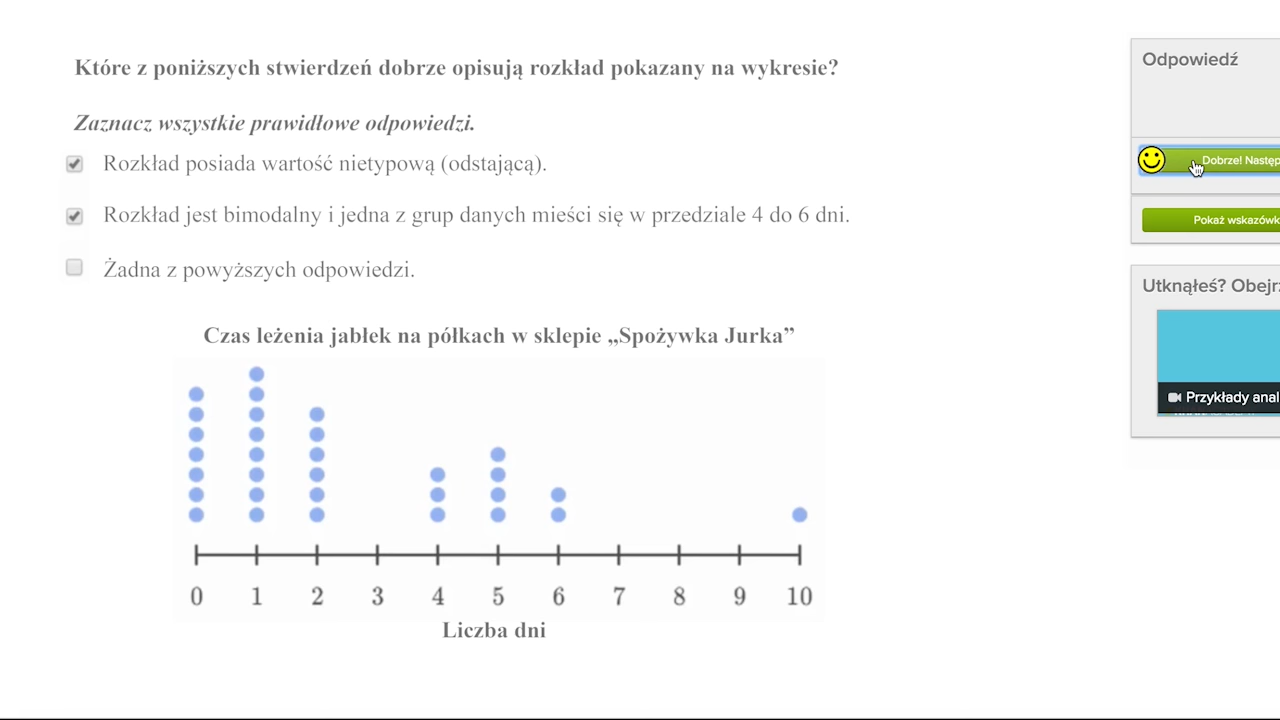 Które z poniższych stwierdzeń dobrze opisują rozkład pokazany na wykresie?
Zaznacz wszystkie prawidłowe odpowiedzi.
Rozkład posiada wartość nietypową (odstającą).
Rozkład jest bimodalny i jedna z grup danych mieści się w przedziale 4 do 6 dni.
Żadna z powyższych odpowiedzi.
Czas leżenia jabłek na półkach w sklepie „Spożywka Jurka”
0 1 2 3 4 5 6 7 8 9 10
Liczba dni
Odpowiedź
Dobrze! Następ
Pokaż wskazówk
Utknąłeś? Obejrz
Przykłady anal